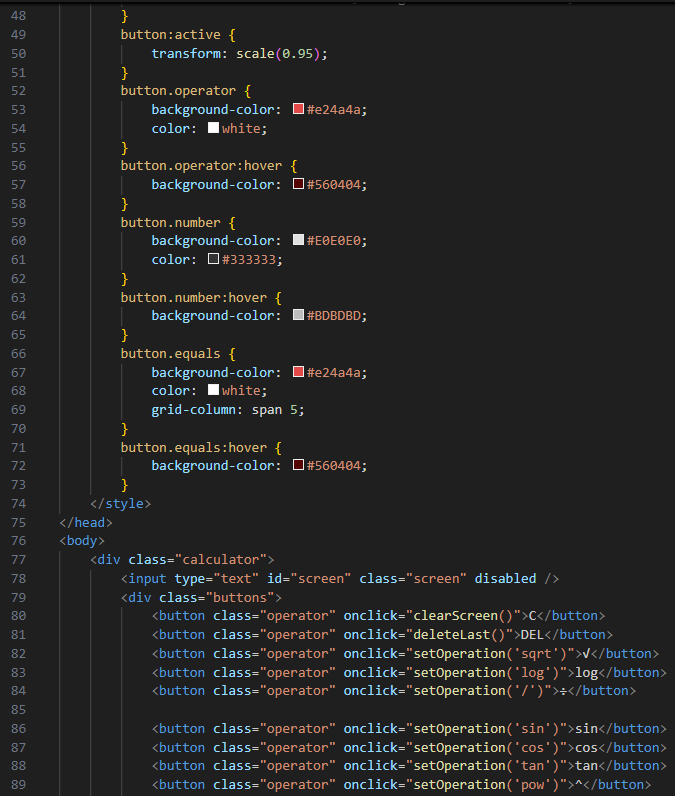 48 }
49 button:active {
50 transform: scale(0.95);
51 }
52 button.operator {
53 background-color: #e24a4a;
54 color: white;
55 }
56 button.operator:hover {
57 background-color: #560404;
58 }
59 button.number {
60 background-color: #E0E0E0;
61 color: #333333;
62 }
63 button.number:hover {
64 background-color: #BDBDBD;
65 }
66 button.equals {
67 background-color: #e24a4a;
68 color: white;
69 grid-column: span 5;
70 }
71 button.equals:hover {
72 background-color: #560404;
73 }
74 </style>
75 </head>
76 <body>
77 <div class="calculator">
78 <input type="text" id="screen" class="screen" disabled />
79 <div class="buttons">
80 <button class="operator" onclick="clearScreen()">C</button>
81 <button class="operator" onclick="deleteLast()">DEL</button>
82 <button class="operator" onclick="setOperation('sqrt')">√</button>
83 <button class="operator" onclick="setOperation('log')">log</button>
84 <button class="operator" onclick="setOperation('/')">÷</button>
85
86 <button class="operator" onclick="setOperation('sin')">sin</button>
87 <button class="operator" onclick="setOperation('cos')">cos</button>
88 <button class="operator" onclick="setOperation('tan')">tan</button>
89 <button class="operator" onclick="setOperation('pow')">^</button>